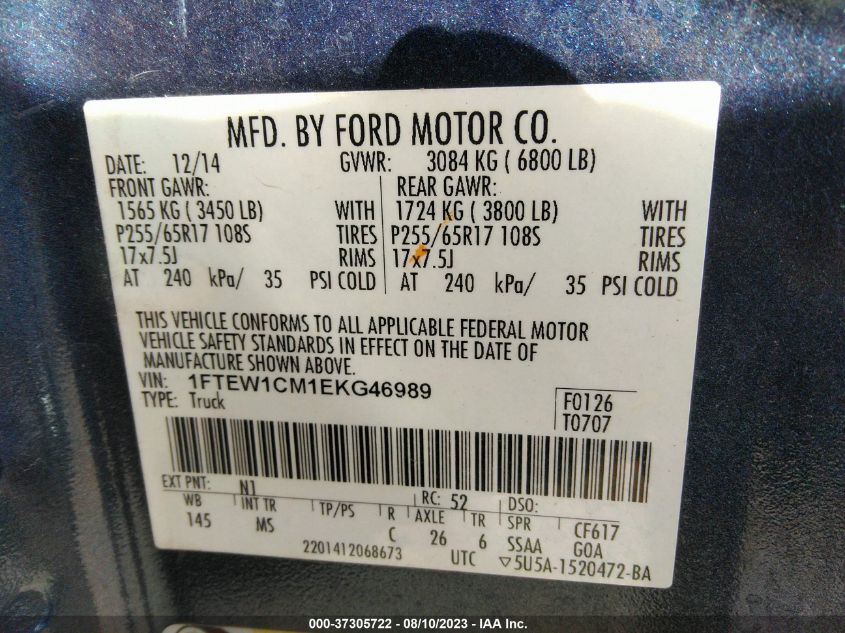 MFD. BY FORD MOTOR CO.
DATE: 12/14 GVWR: 3084 KG ( 6800 LB)
FRONT GAWR: REAR GAWR:
1565 KG ( 3450 LB) WITH 1724 KG ( 3800 LB) WITH
P255/65R17 108S TIRES P255/65R17 108S TIRES
17x7.5J RIMS 17x7.5J RIMS
AT 240 kPa/ 35 PSI COLD AT 240 kPa/ 35 PSI COLD
THIS VEHICLE CONFORMS TO ALL APPLICABLE FEDERAL MOTOR
VEHICLE SAFETY STANDARDS IN EFFECT ON THE DATE OF
MANUFACTURE SHOWN ABOVE.
VIN: 1FTEW1CM1EKG46989
TYPE: Truck
F0126
T0707
EXT PNT: N1 RC: 52 DSO:
WB INT TR TP/PS R AXLE TR SPR CF617
145 MS C 26 6 SSAA GOA
2201412068673 UTC ▽5U5A-1520472-BA
000-37305722 - 08/10/2023 - IAA Inc.